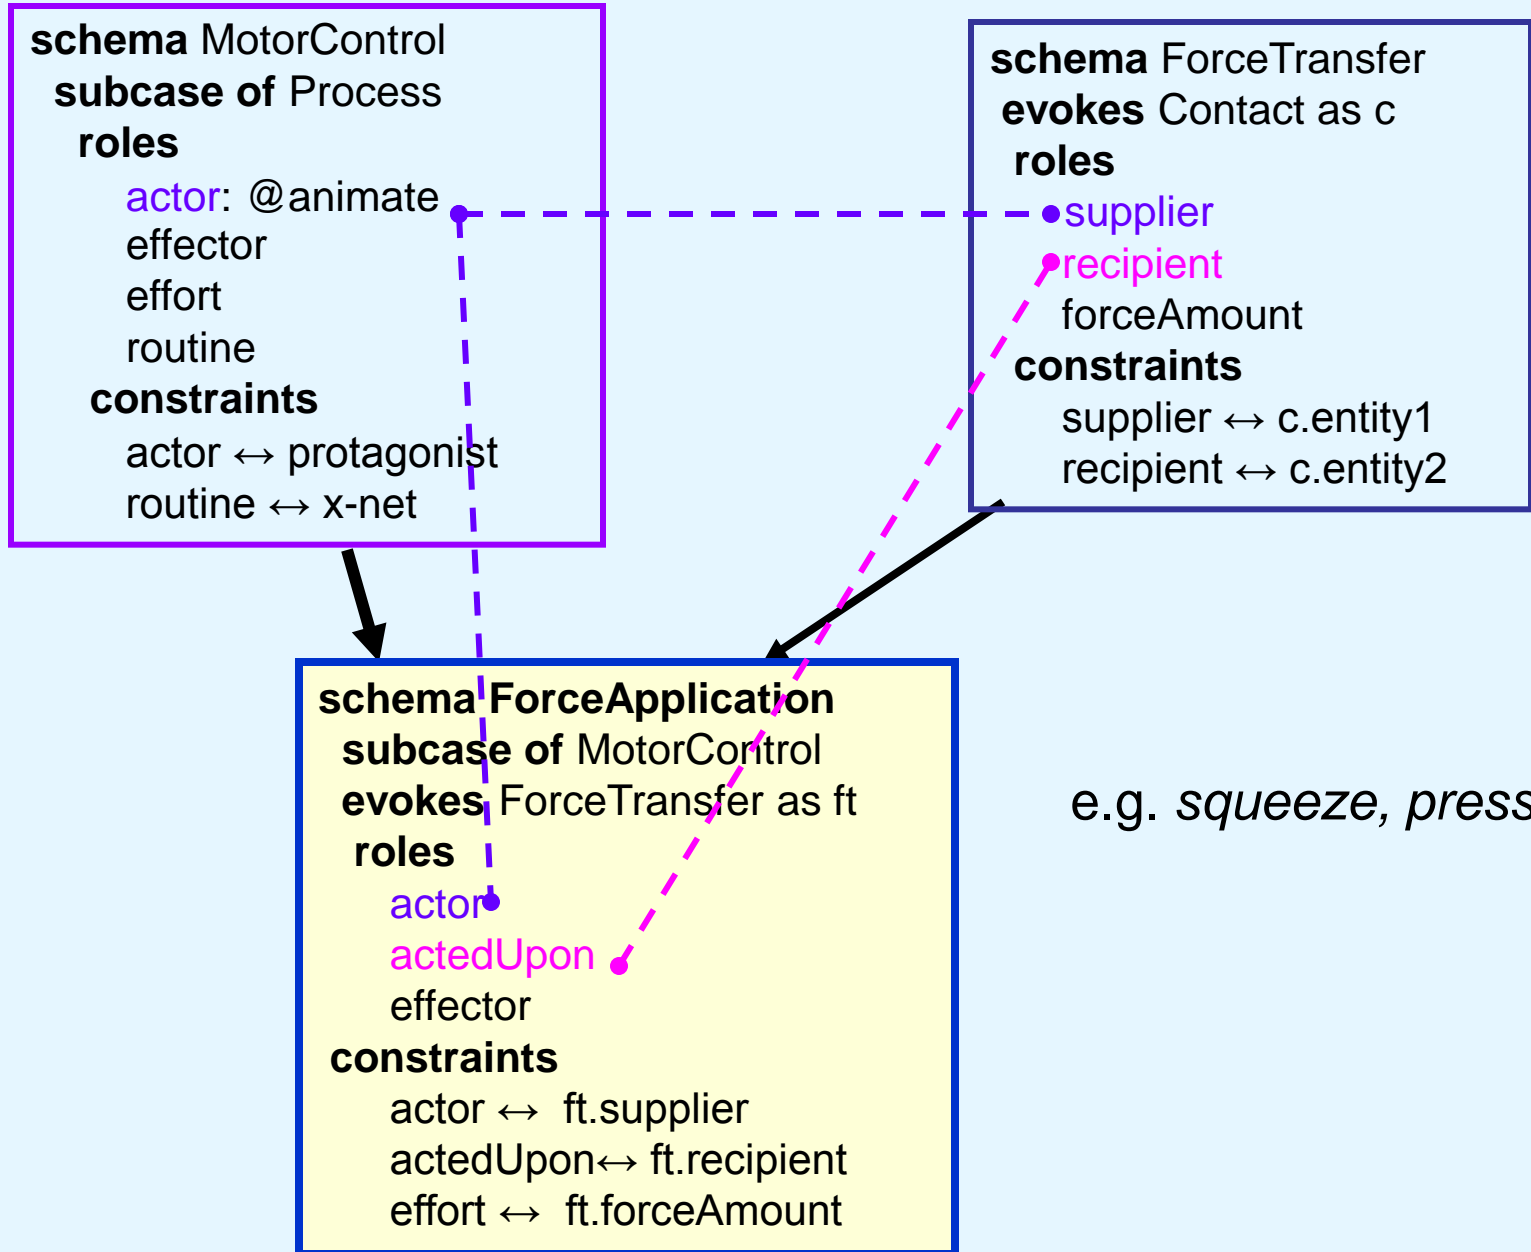 schema MotorControl
subcase of Process
roles
actor: @animate
effector
effort
routine
constraints
actor ↔ protagonist
routine ↔ x-net
schema ForceTransfer
evokes Contact as c
roles
supplier
recipient
forceAmount
constraints
supplier ↔ c.entity1
recipient ↔ c.entity2
schema ForceApplication
subcase of MotorControl
evokes ForceTransfer as ft
roles
actor
actedUpon
effector
constraints
actor ↔ ft.supplier
actedUpon↔ ft.recipient
effort ↔ ft.forceAmount
e.g. squeeze, press